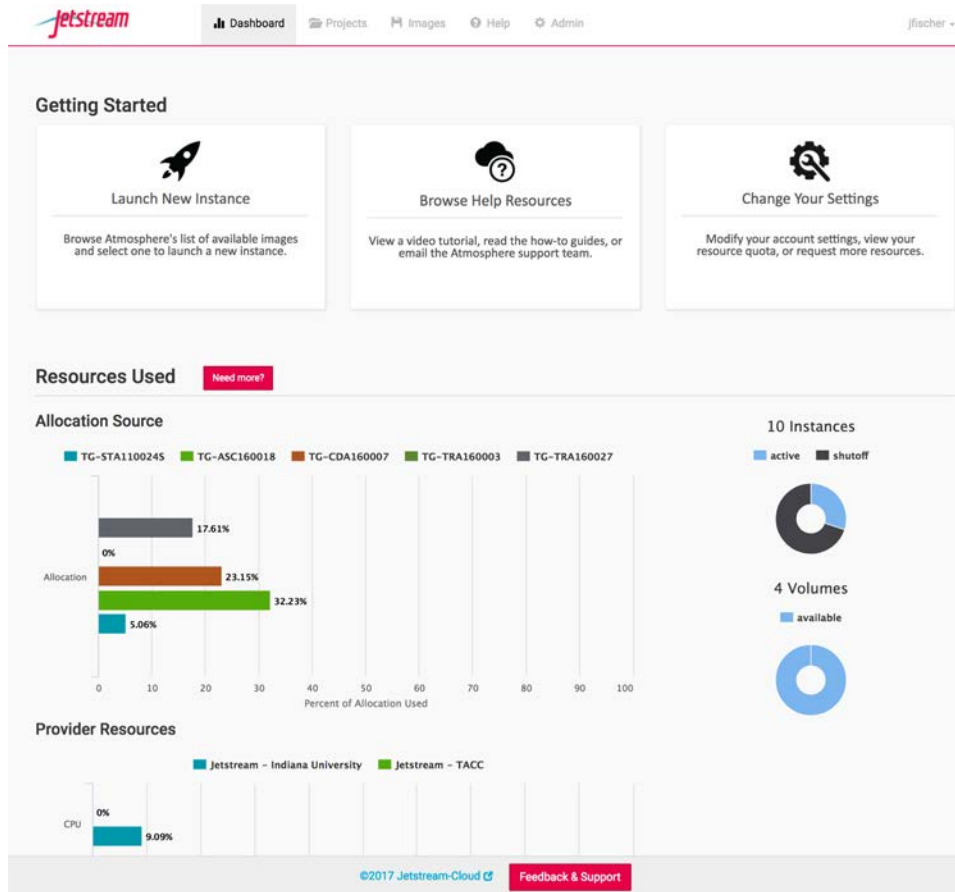 Jetstream
Dashboard Projects Images Help Admin jfischer
Getting Started
Launch New Instance
Browse Atmosphere's list of available images
and select one to launch a new instance.
Browse Help Resources
View a video tutorial, read the how-to guides, or
email the Atmosphere support team.
Change Your Settings
Modify your account settings, view your
resource quota, or request more resources.
Resources Used Need more?
Allocation Source
TG-STA110024S TG-ASC160018 TG-CDA160007 TG-TRA160003 TG-TRA160027
17.61%
0%
Allocation 23.15%
32.23%
5.06%
0 10 20 30 40 50 60 70 80 90 100
Percent of Allocation Used
10 Instances
active shutoff
4 Volumes
available
Provider Resources
Jetstream - Indiana University Jetstream - TACC
0%
CPU
9.09%
©2017 Jetstream-Cloud Feedback & Support